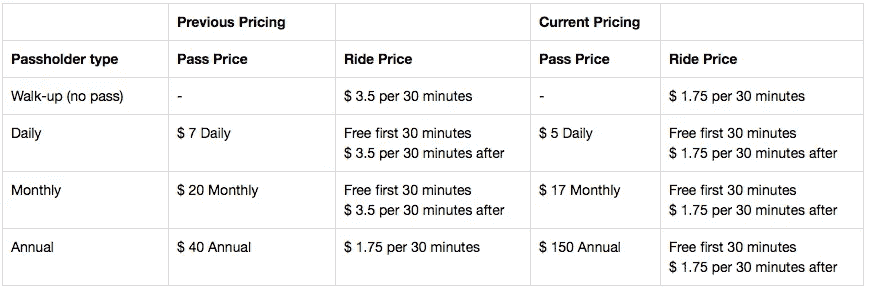 Previous Pricing Current Pricing
Passholder type Pass Price Ride Price Pass Price Ride Price
Walk-up (no pass) - $ 3.5 per 30 minutes - $ 1.75 per 30 minutes
Daily $ 7 Daily Free first 30 minutes $ 5 Daily Free first 30 minutes
$ 3.5 per 30 minutes after $ 1.75 per 30 minutes after
Monthly $ 20 Monthly Free first 30 minutes $ 17 Monthly Free first 30 minutes
$ 3.5 per 30 minutes after $ 1.75 per 30 minutes after
Annual $ 40 Annual $ 1.75 per 30 minutes $ 150 Annual Free first 30 minutes
$ 1.75 per 30 minutes after